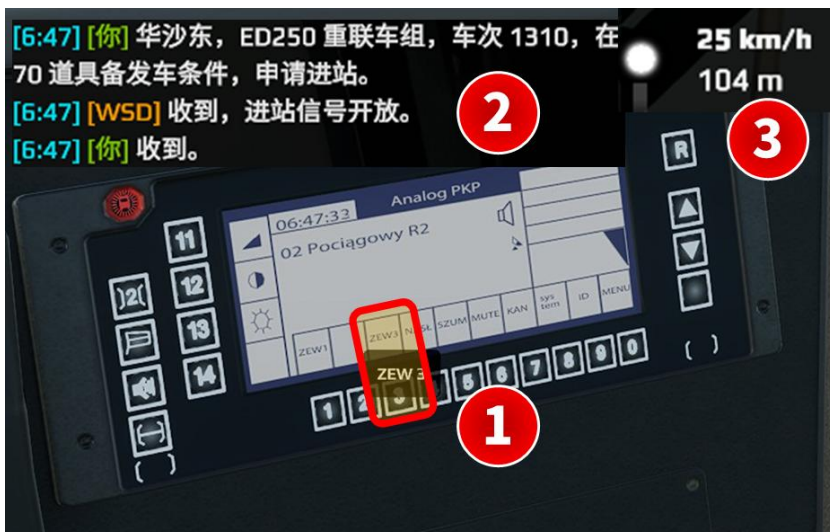 [6:47] [你] 华沙东，ED250 重联车组，车次 1310，在
70 道具备发车条件，申请进站。
[6:47] [WSD] 收到，进站信号开放。
[6:47] [你] 收到。
2
25 km/h
104 m
3
R
Analog PKP
06:47:33
02 Pociągowy R2
11
12
13
14
)2(
ZEW1
ZEW3
SZUM
MUTE
KAN
sys
tem
ID
MENU
ZEW 3
1 2 3 5 6 7 8 9 0
( )
( )
1